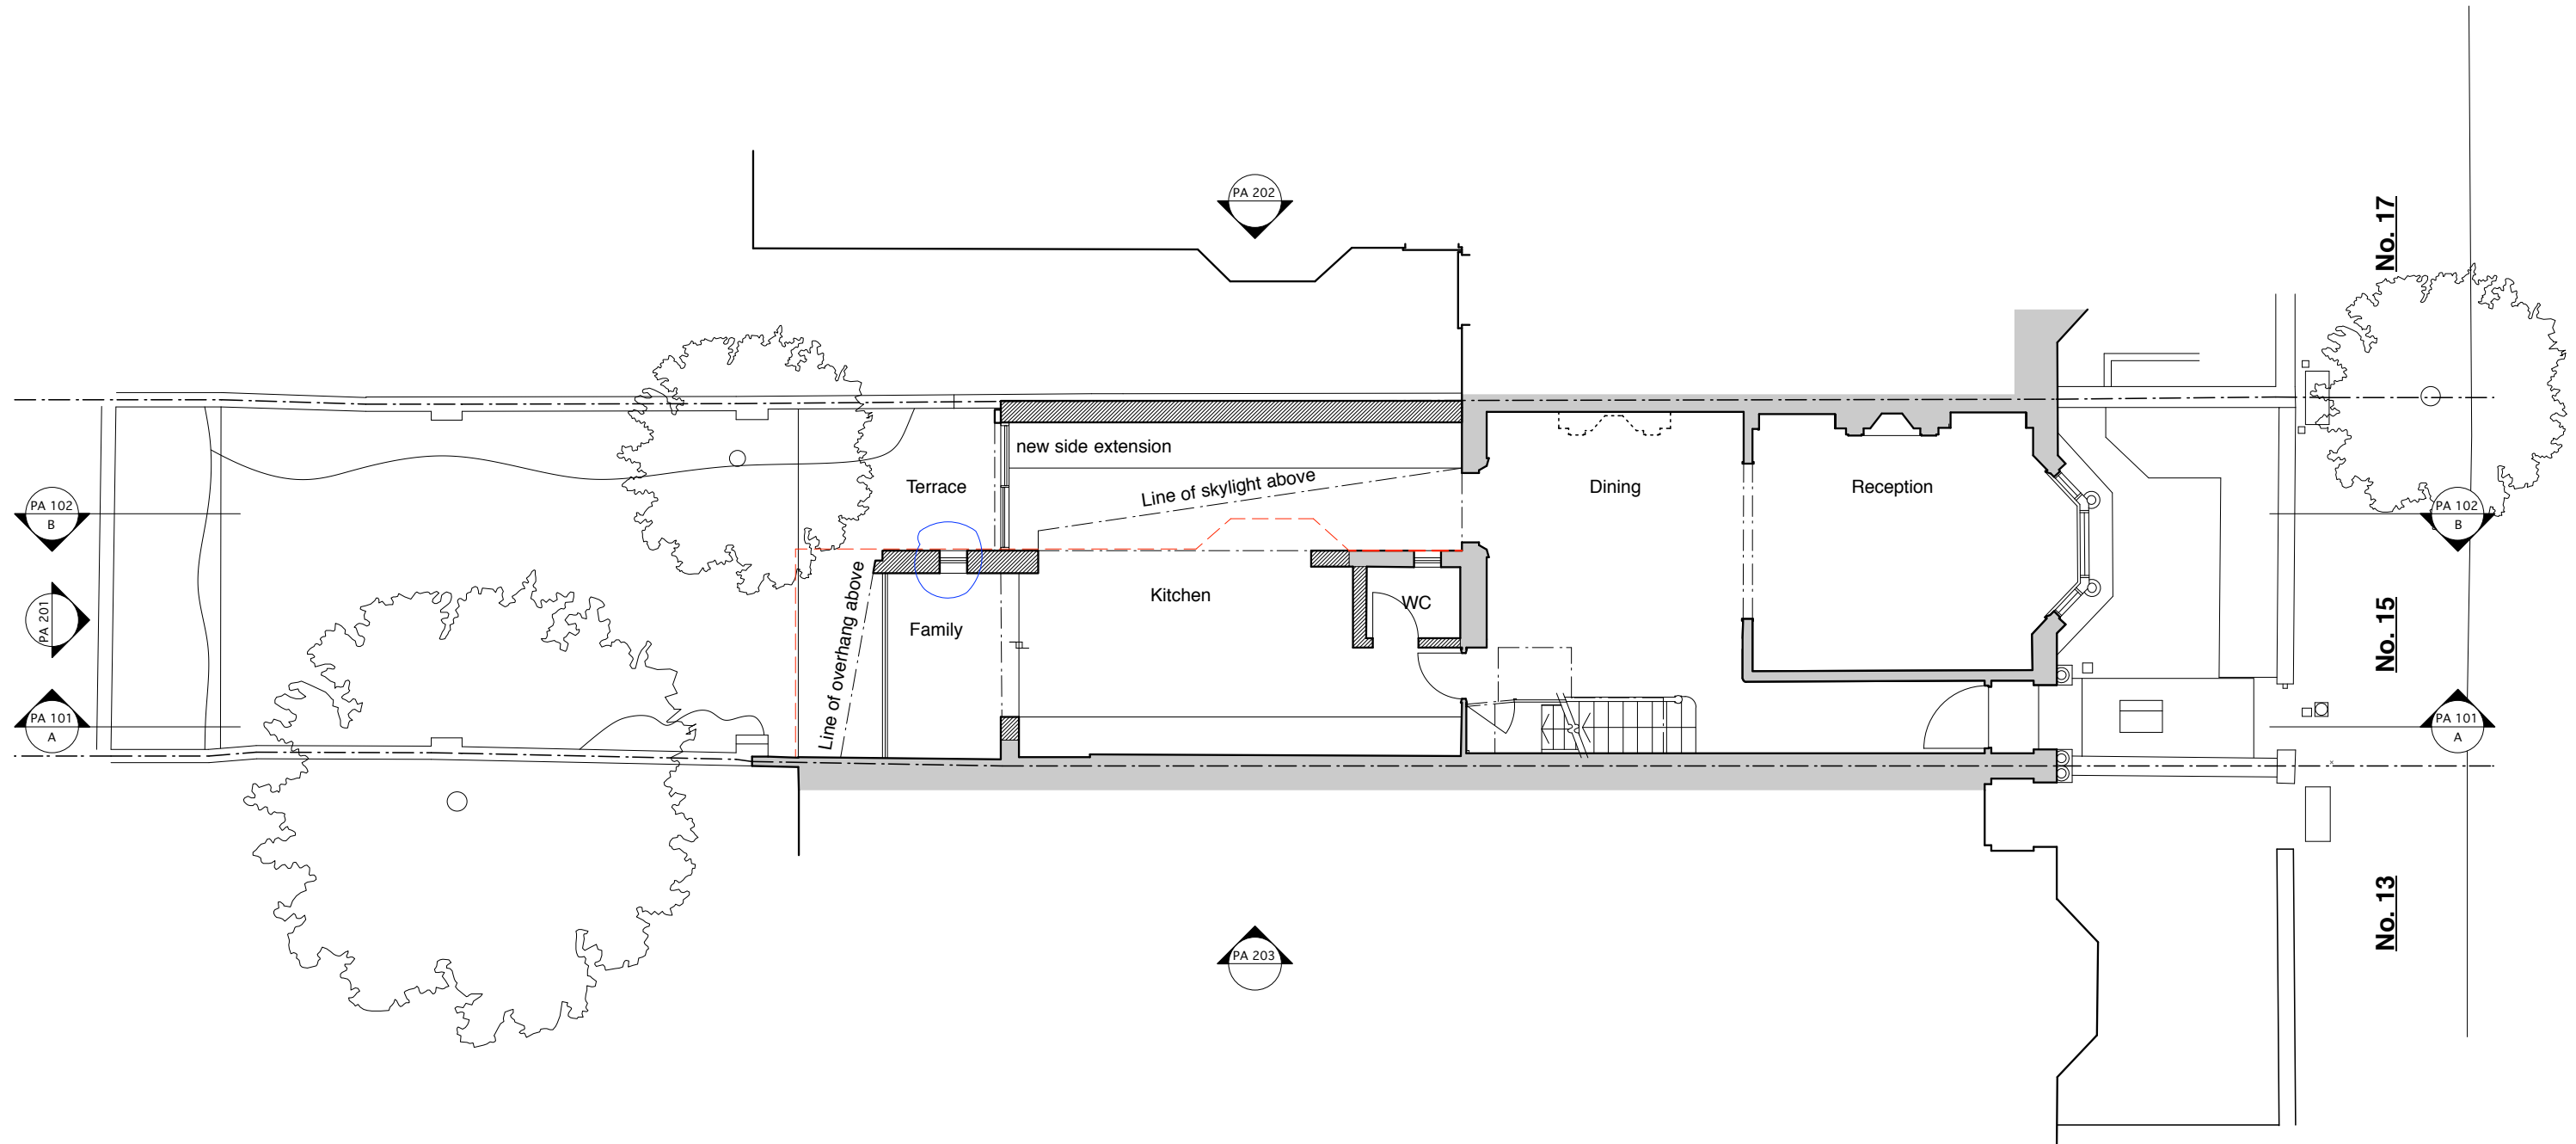 PA 202
No. 17
new side extension
Line of skylight above
Terrace
Dining
Reception
PA 102
B
PA 102
B
Kitchen
WC
Family
Line of overhang above
PA 201
No. 15
PA 101
A
PA 101
A
No. 13
PA 203